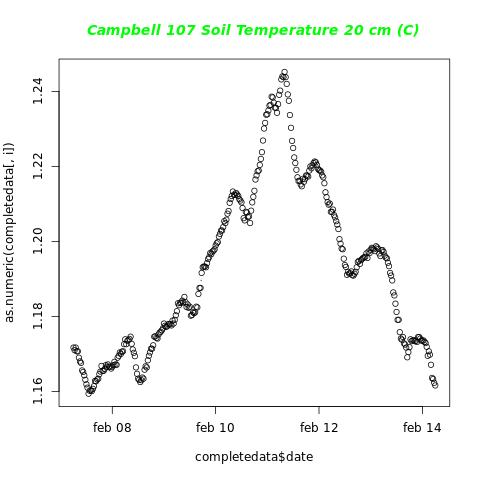 Campbell 107 Soil Temperature 20 cm (C)
as.numeric(completedata[, i])
1.24
1.22
1.20
1.18
1.16
feb 08
feb 10
feb 12
feb 14
completedata$date